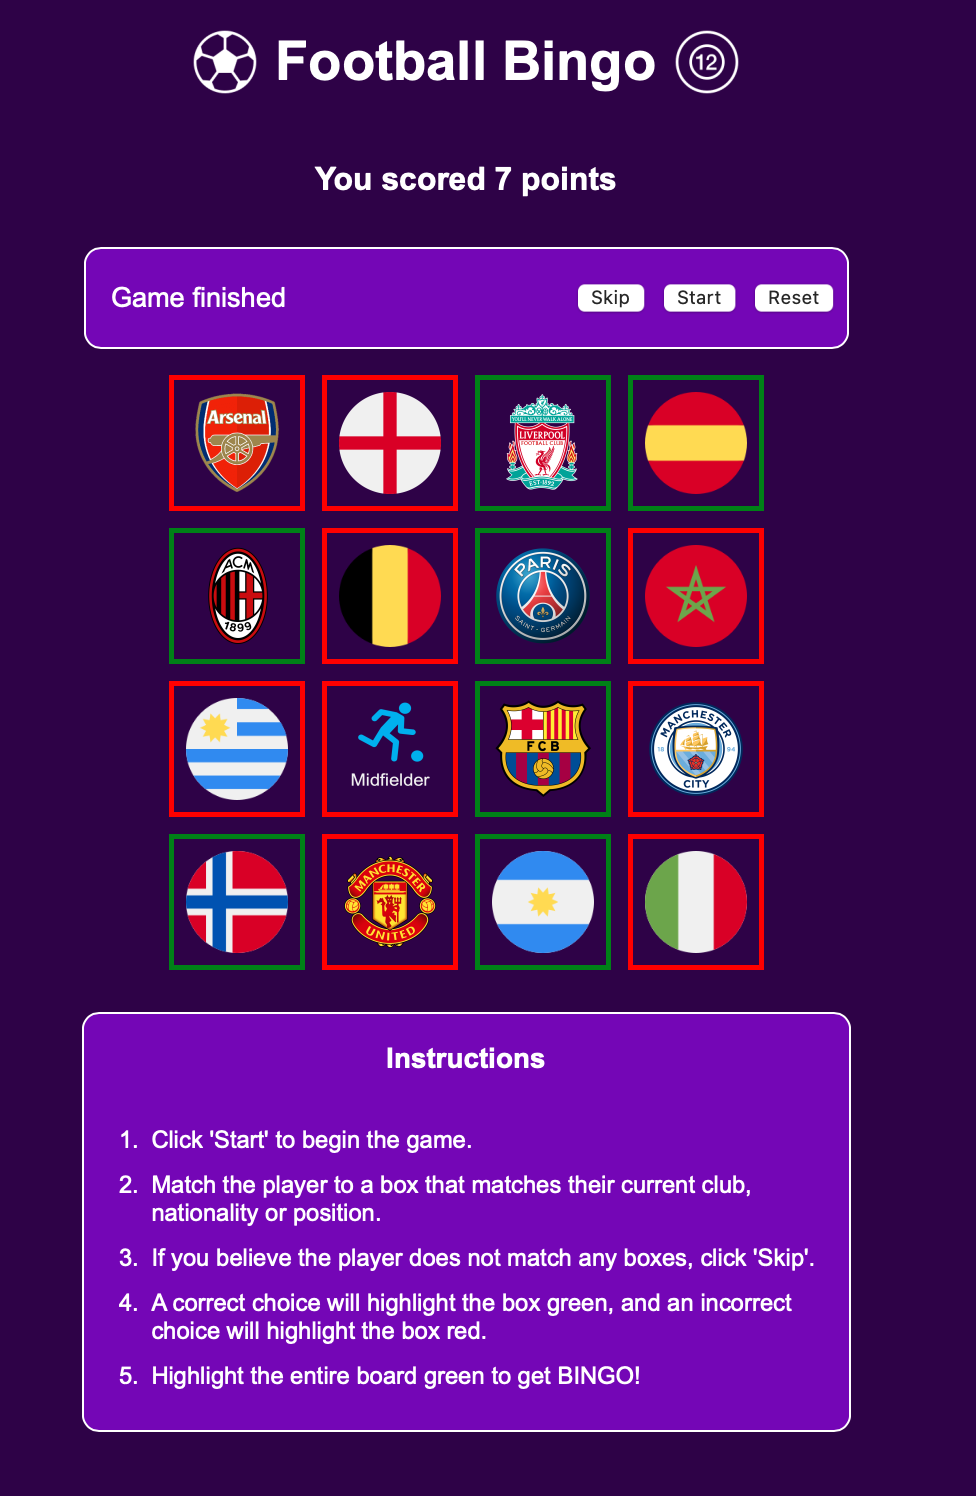 Football Bingo 12
You scored 7 points
Game finished Skip Start Reset
Arsenal
YOU'LL NEVER WALK ALONE
LIVERPOOL
FOOTBALL CLUB
EST 1892
ACM
1899
PARIS
SAINT-GERMAIN
Midfielder
FCB
MANCHESTER
18 94
CITY
MANCHESTER
UNITED
Instructions
1. Click 'Start' to begin the game.
2. Match the player to a box that matches their current club,
nationality or position.
3. If you believe the player does not match any boxes, click 'Skip'.
4. A correct choice will highlight the box green, and an incorrect
choice will highlight the box red.
5. Highlight the entire board green to get BINGO!